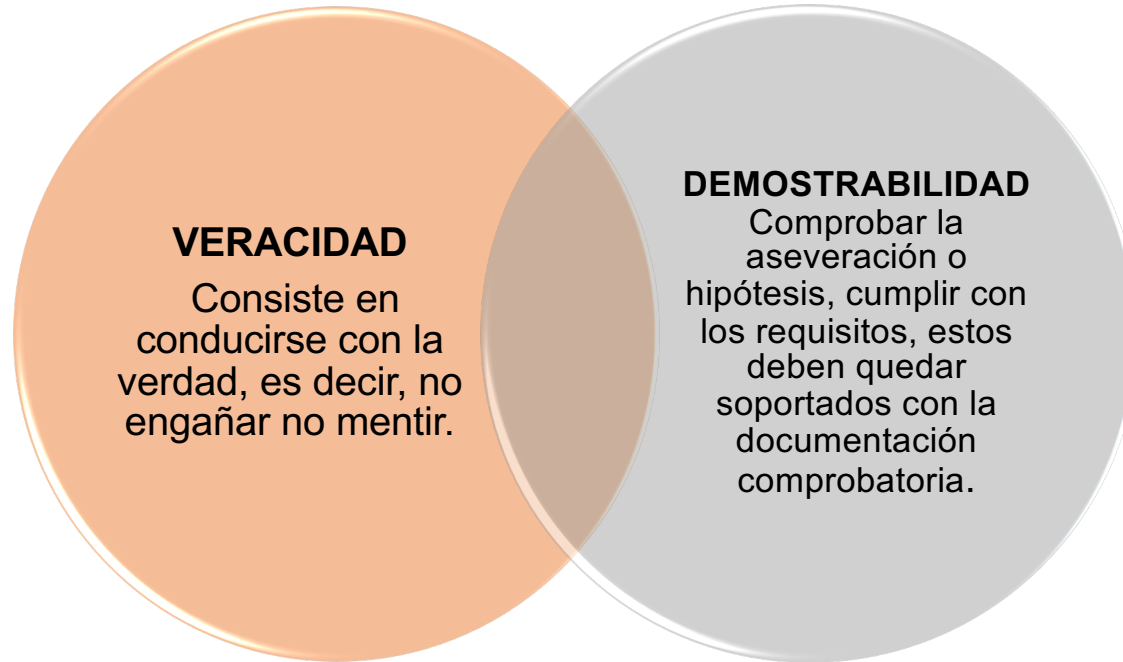 VERACIDAD
Consiste en
conducirse con la
verdad, es decir, no
engañar no mentir.
DEMOSTRABILIDAD
Comprobar la
aseveración o
hipótesis, cumplir con
los requisitos, estos
deben quedar
soportados con la
documentación
comprobatoria.